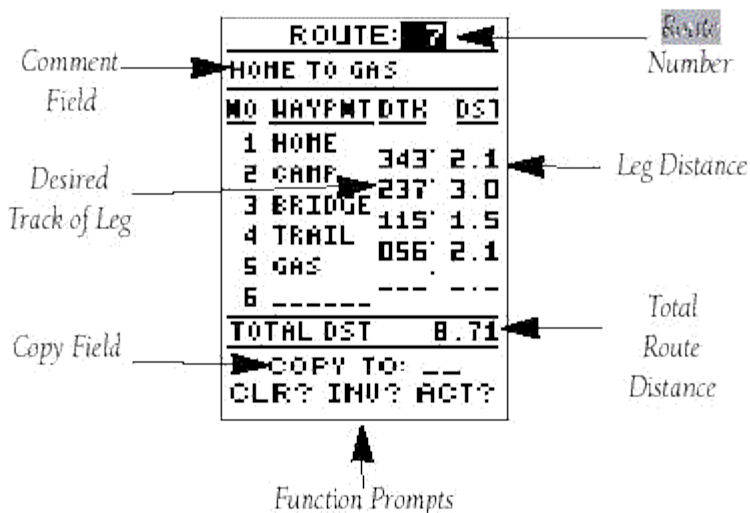 ROUTE: 7
Route
Number
Comment
Field
HOME TO GAS
NO WAYPNT DTK DST
1 HOME
343° 2.1
2 CAMP
237° 3.0
3 BRIDGE
115° 1.5
4 TRAIL
056° 2.1
5 GAS
___° _._
6 ______
Leg Distance
Desired
Track of Leg
TOTAL DST 8.71
Total
Route
Distance
Copy Field
COPY TO: __
CLR? INV? ACT?
Function Prompts